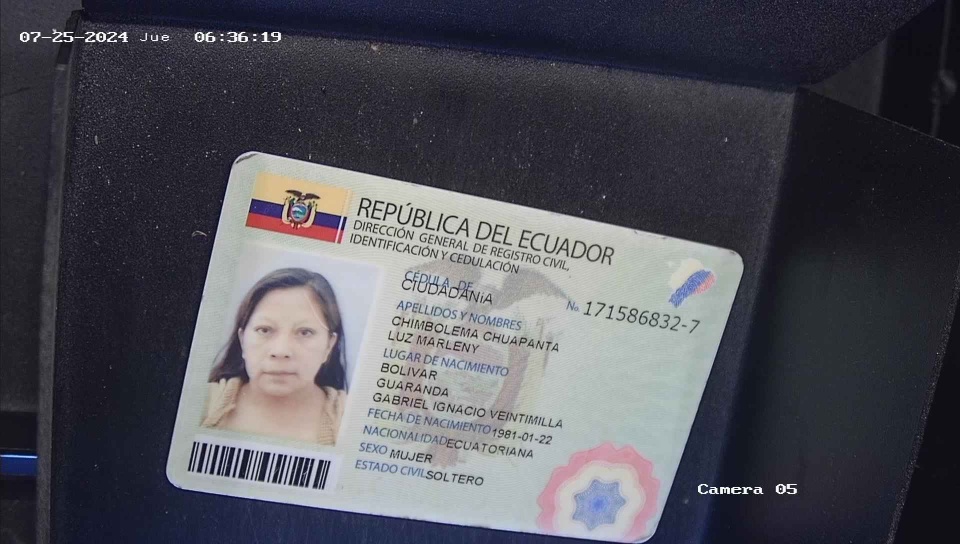 07-25-2024 Jue 06:36:19
REPÚBLICA DEL ECUADOR
DIRECCIÓN GENERAL DE REGISTRO CIVIL,
IDENTIFICACIÓN Y CEDULACIÓN
CÉDULA DE
CIUDADANíA
No. 171586832-7
APELLIDOS Y NOMBRES
CHIMBOLEMA CHUAPANTA
LUZ MARLENY
LUGAR DE NACIMIENTO
BOLIVAR
GUARANDA
GABRIEL IGNACIO VEINTIMILLA
FECHA DE NACIMIENTO 1981-01-22
NACIONALIDAD ECUATORIANA
SEXO MUJER
ESTADO CIVIL SOLTERO
Camera 05